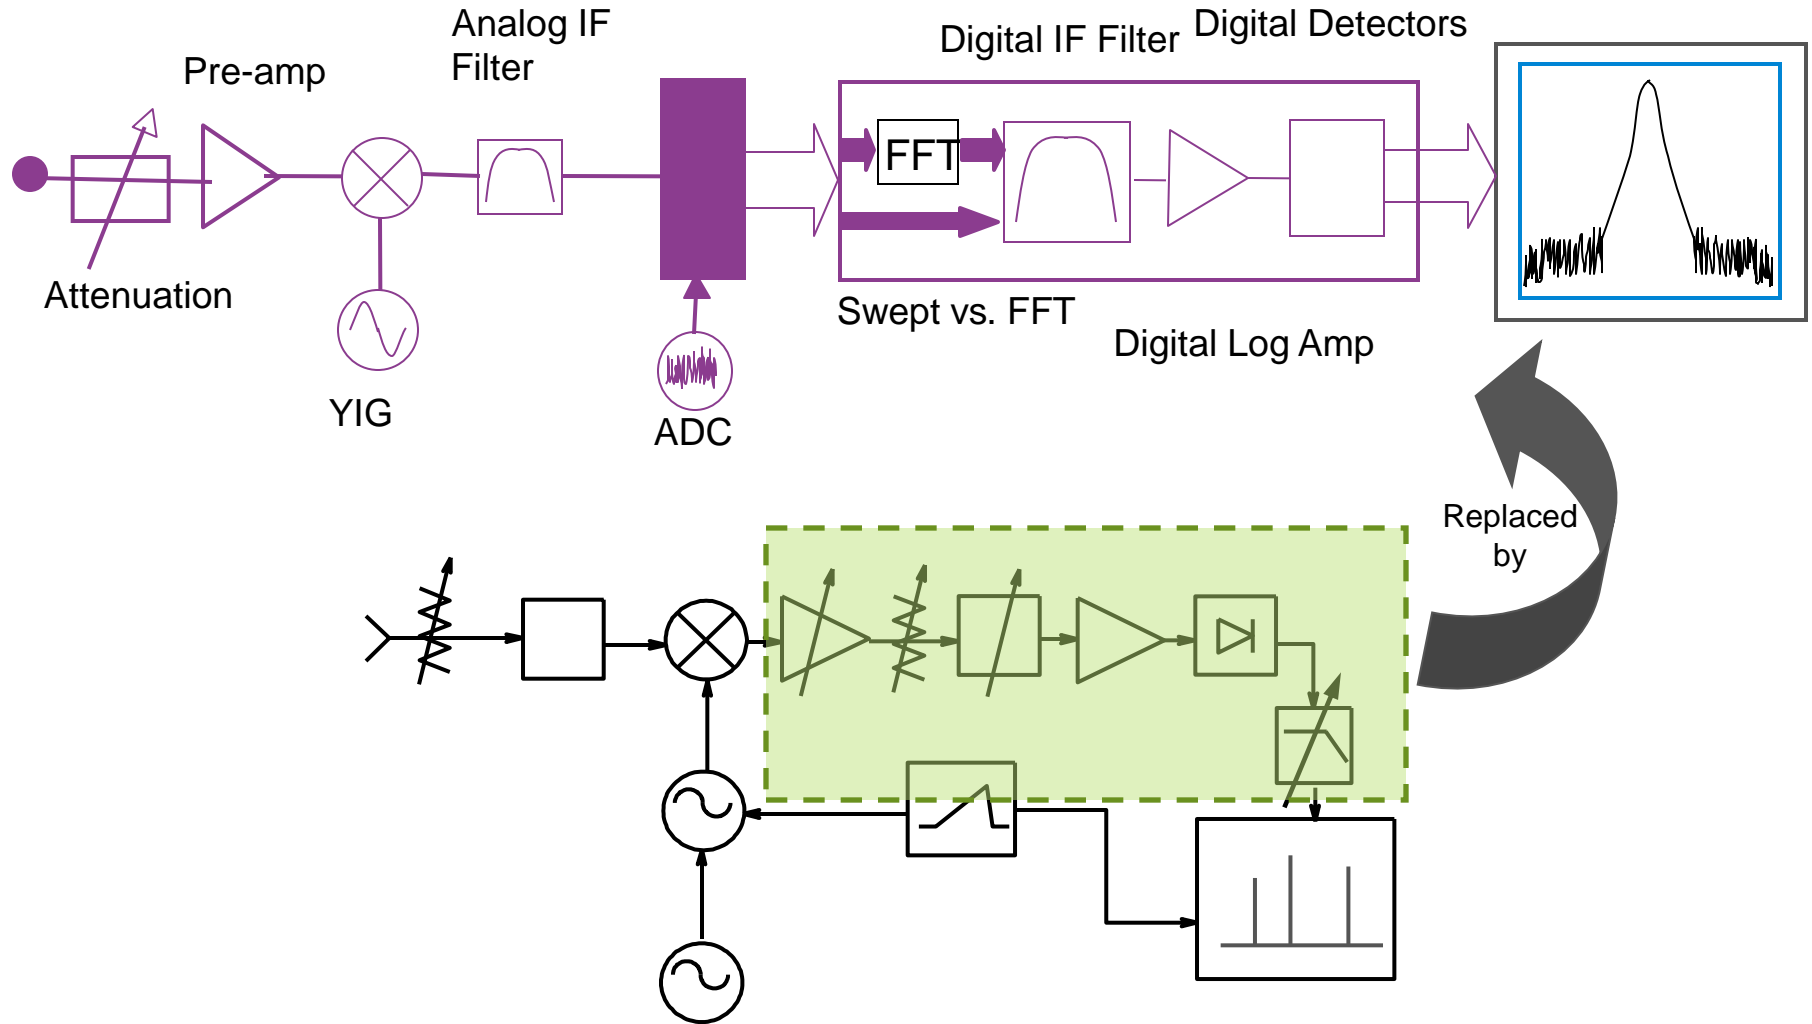 Analog IF
Filter
Digital IF Filter
Digital Detectors
Pre-amp
FFT
Attenuation
Swept vs. FFT
Digital Log Amp
YIG
ADC
Replaced
by